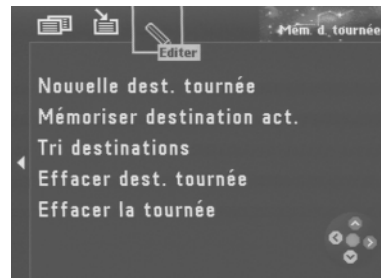 Mém. d. tournée
Editer
Nouvelle dest. tournée
Mémoriser destination act.
Tri destinations
Effacer dest. tournée
Effacer la tournée